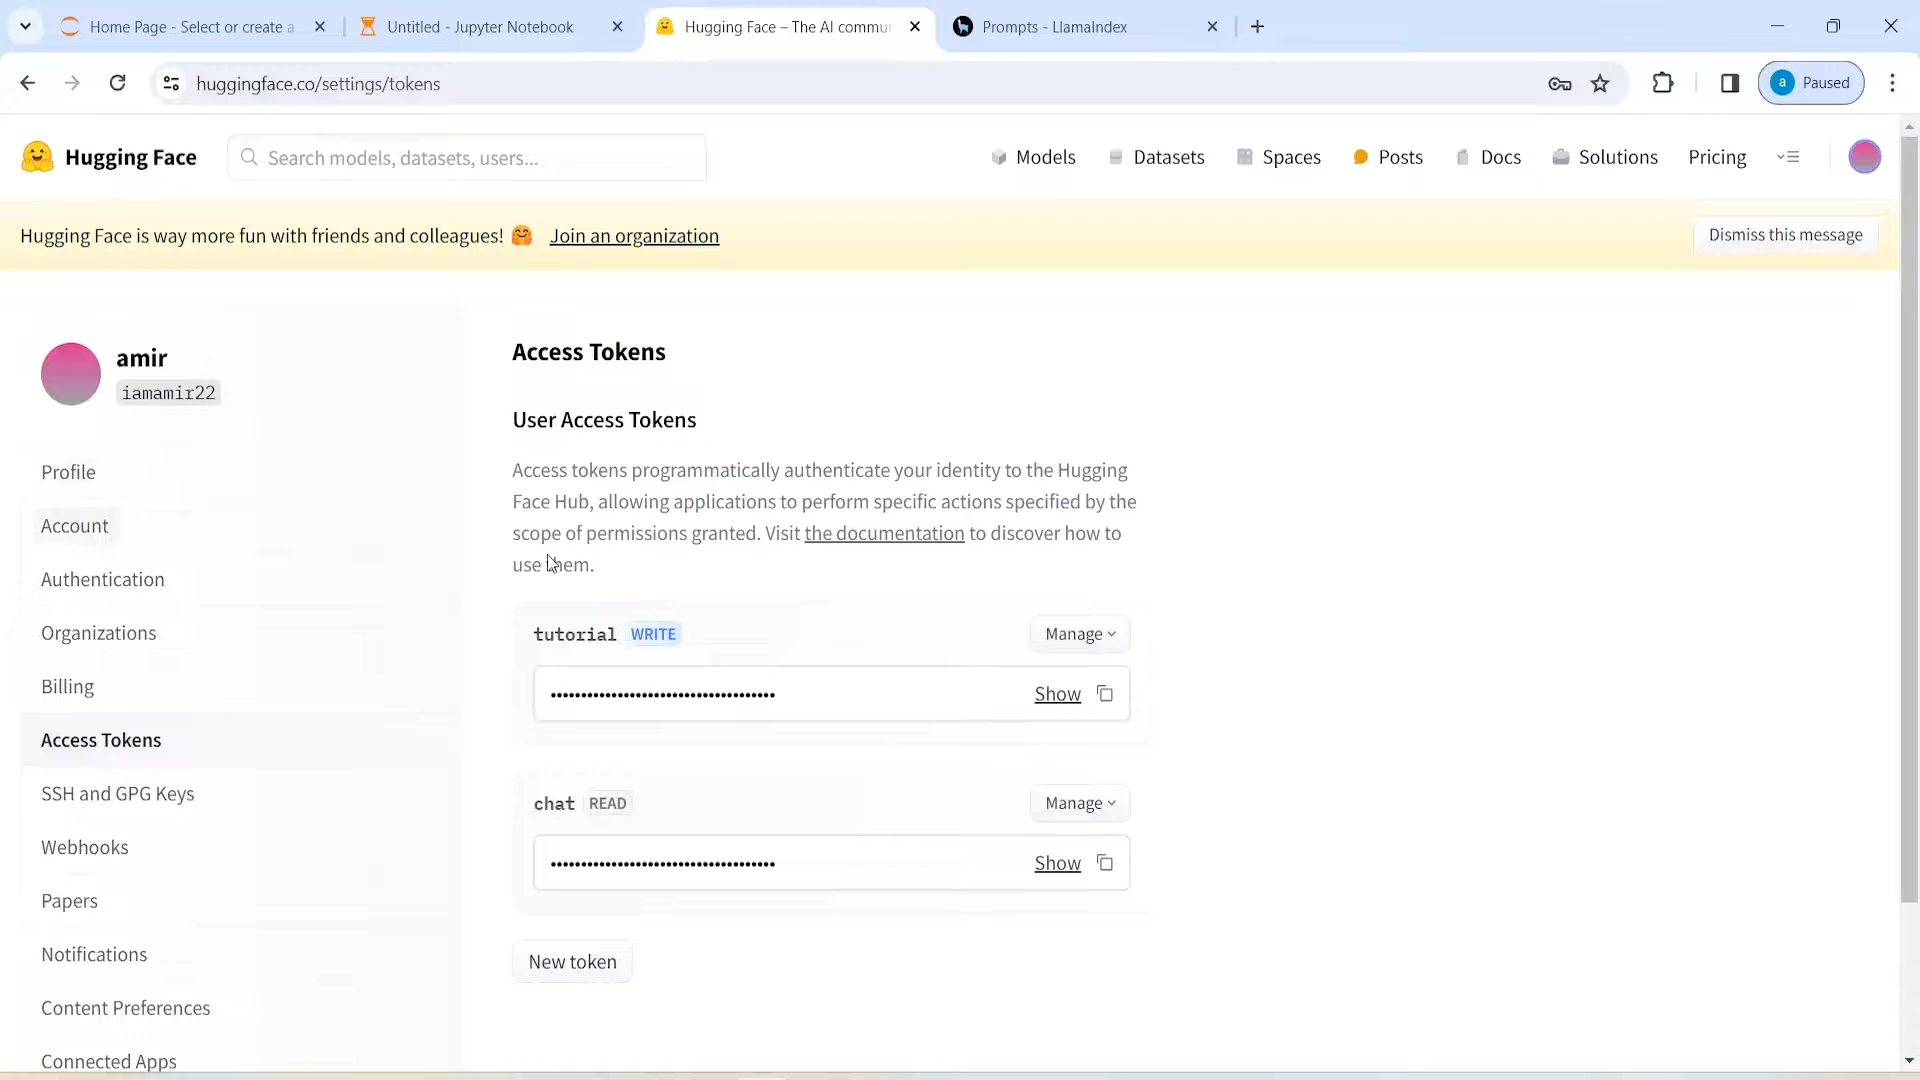 Home Page - Select or create a
Untitled - Jupyter Notebook
Hugging Face – The AI commu
Prompts - LlamaIndex
huggingface.co/settings/tokens
a
Paused
Hugging Face
Search models, datasets, users...
Models
Datasets
Spaces
Posts
Docs
Solutions
Pricing
Hugging Face is way more fun with friends and colleagues! 🤗 Join an organization
Dismiss this message
amir
iamamir22
Profile
Account
Authentication
Organizations
Billing
Access Tokens
SSH and GPG Keys
Webhooks
Papers
Notifications
Content Preferences
Connected Apps
Access Tokens
User Access Tokens
Access tokens programmatically authenticate your identity to the Hugging
Face Hub, allowing applications to perform specific actions specified by the
scope of permissions granted. Visit the documentation to discover how to
use them.
tutorial WRITE
Manage
•••••••••••••••••••••••••••••••••••••
Show
chat READ
Manage
•••••••••••••••••••••••••••••••••••••
Show
New token